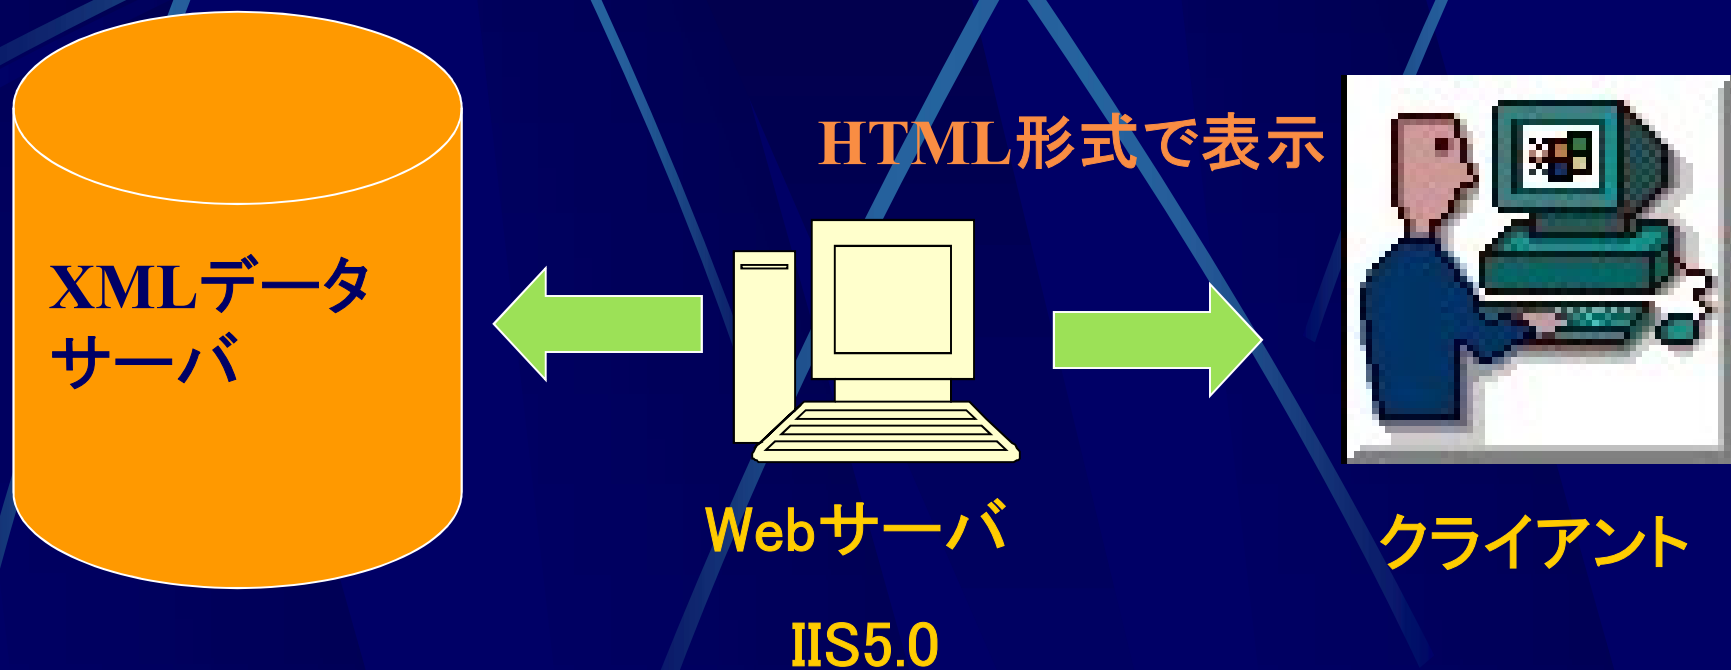 HTML形式で表示
XMLデータ
サーバ
Webサーバ
クライアント
IIS5.0